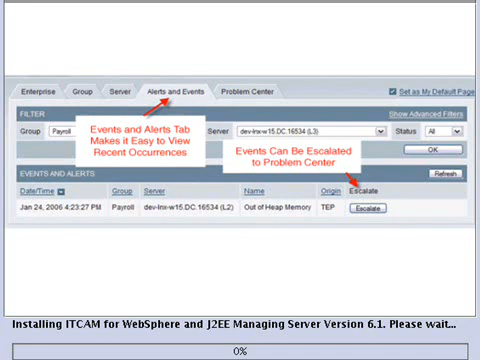 Enterprise Group Server Alerts and Events Problem Center Set as My Default Page
FILTER Show Advanced Filters
Group Payroll Server dev-lnx-w15.DC.16534 (L3) Status All
OK
Events and Alerts Tab
Makes it Easy to View
Recent Occurrences
Events Can Be Escalated
to Problem Center
EVENTS AND ALERTS Refresh
Date/Time Group Server Name Origin Escalate
Jan 24, 2006 4:23:27 PM Payroll dev-lnx-w15.DC.16534 (L2) Out of Heap Memory TEP Escalate
Installing ITCAM for WebSphere and J2EE Managing Server Version 6.1. Please wait...
0%